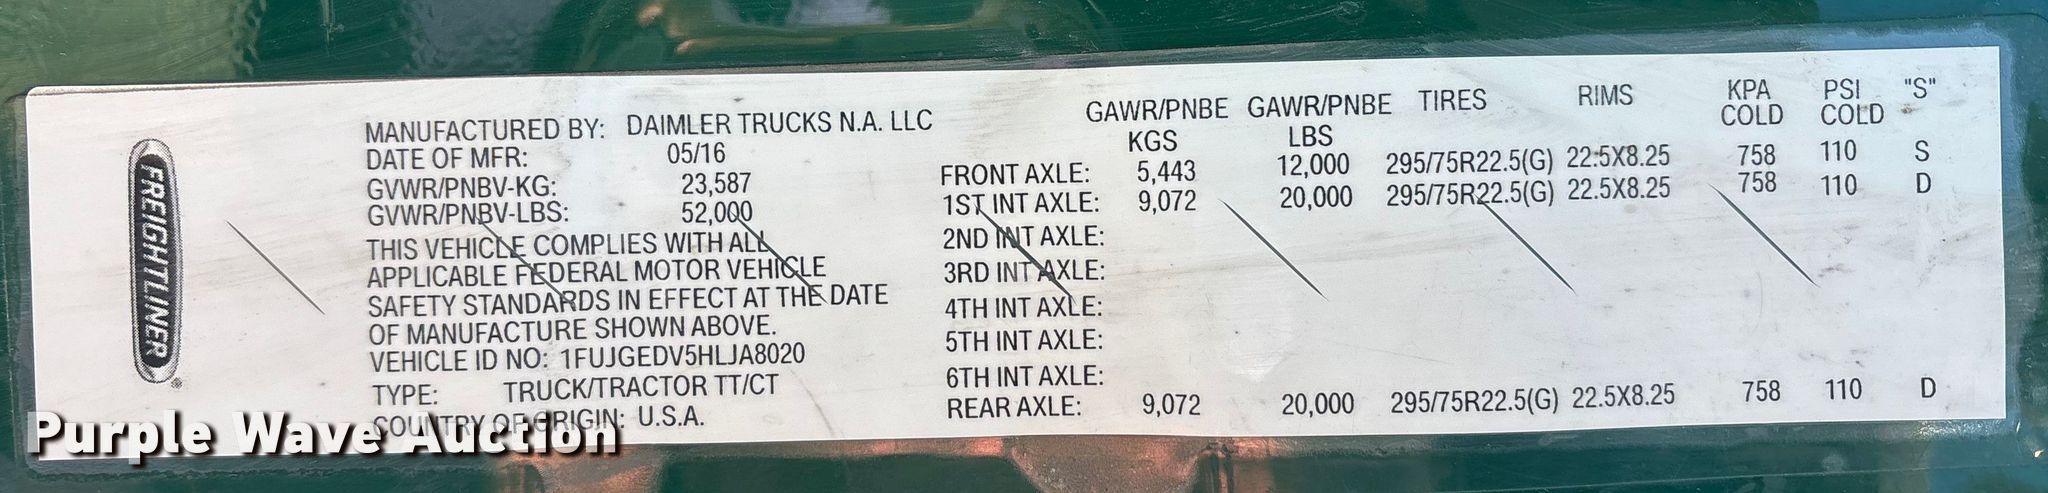 FREIGHTLINER
MANUFACTURED BY: DAIMLER TRUCKS N.A. LLC
DATE OF MFR: 05/16
GVWR/PNBV-KG: 23,587
GVWR/PNBV-LBS: 52,000
THIS VEHICLE COMPLIES WITH ALL
APPLICABLE FEDERAL MOTOR VEHICLE
SAFETY STANDARDS IN EFFECT AT THE DATE
OF MANUFACTURE SHOWN ABOVE.
VEHICLE ID NO: 1FUJGEDV5HLJA8020
TYPE: TRUCK/TRACTOR TT/CT
COUNTRY OF ORIGIN: U.S.A.
GAWR/PNBE GAWR/PNBE TIRES RIMS KPA PSI "S"
KGS LBS COLD COLD
FRONT AXLE: 5,443 12,000 295/75R22.5(G) 22.5X8.25 758 110 S
1ST INT AXLE: 9,072 20,000 295/75R22.5(G) 22.5X8.25 758 110 D
2ND INT AXLE:
3RD INT AXLE:
4TH INT AXLE:
5TH INT AXLE:
6TH INT AXLE:
REAR AXLE: 9,072 20,000 295/75R22.5(G) 22.5X8.25 758 110 D
Purple Wave Auction